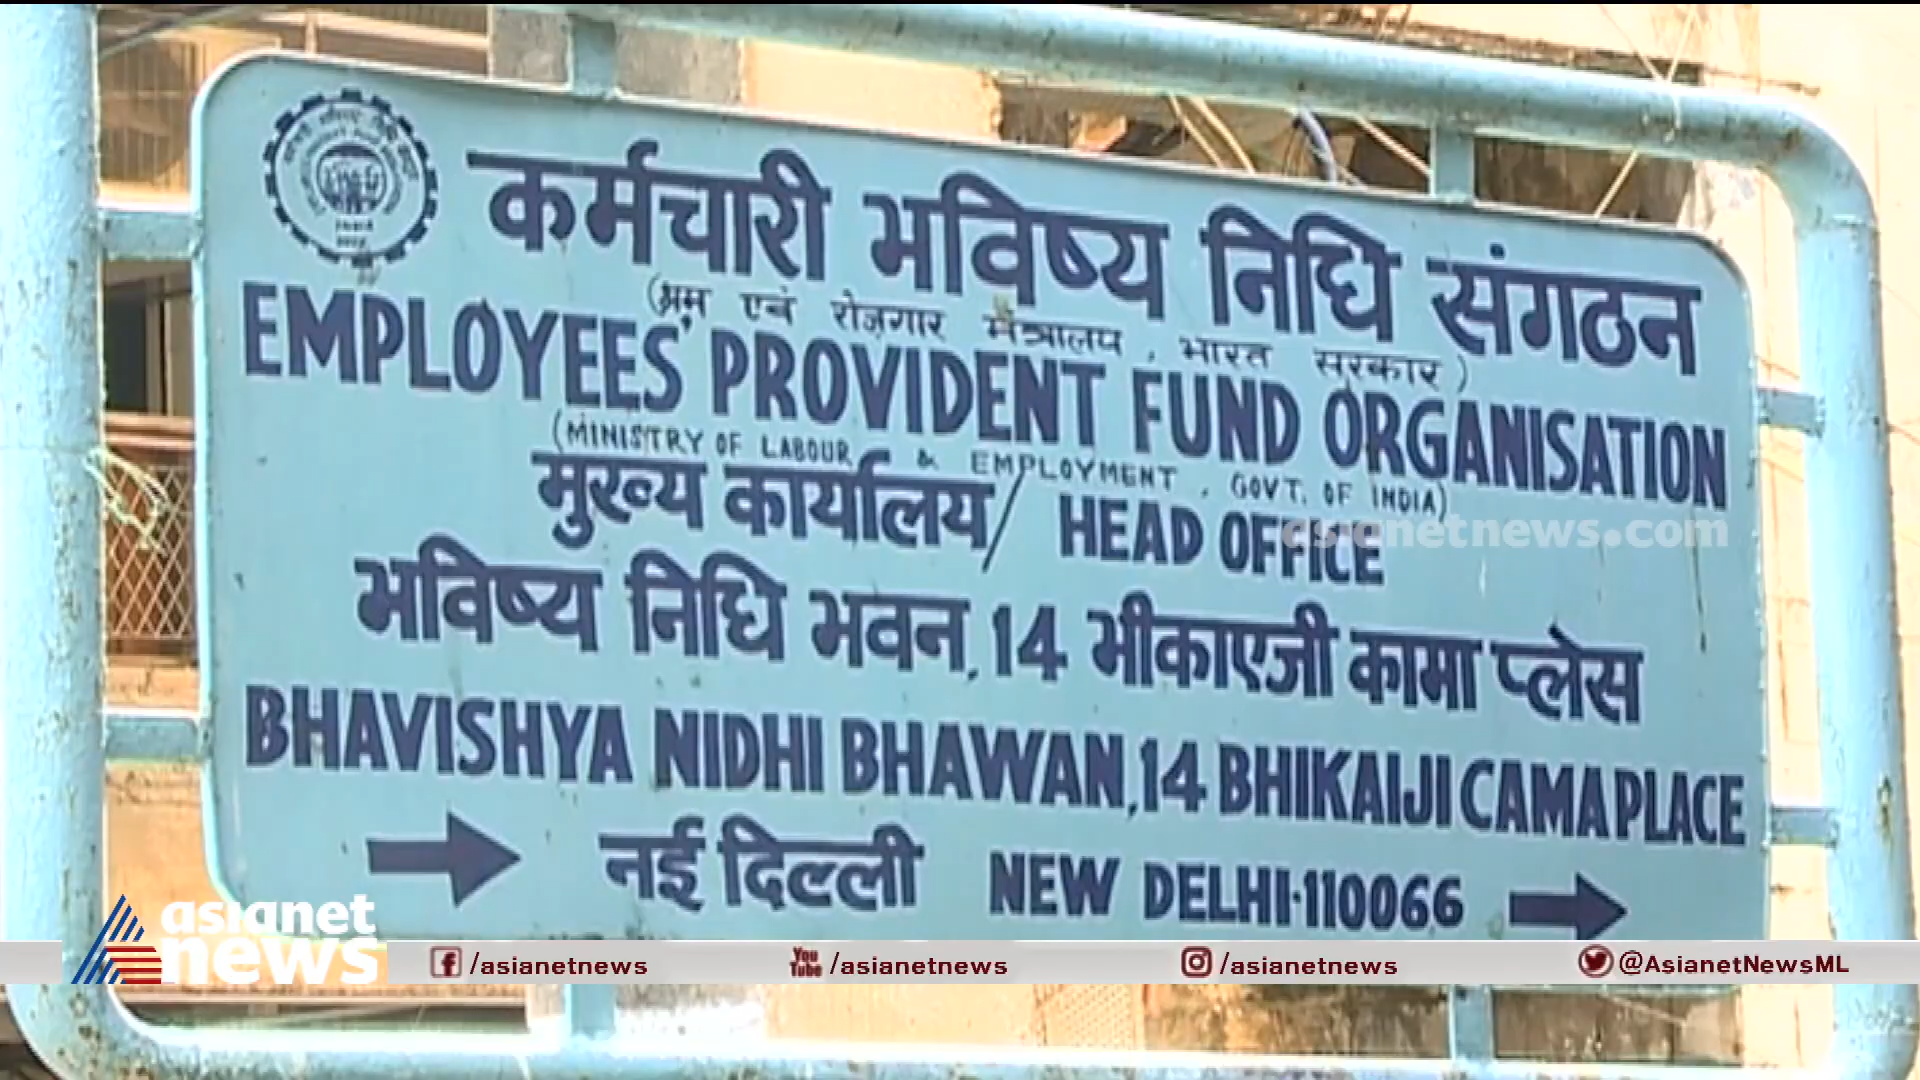 कर्मचारी भविष्य निधि संगठन
(श्रम एवं रोज़गार मंत्रालय, भारत सरकार)
EMPLOYEES' PROVIDENT FUND ORGANISATION
(MINISTRY OF LABOUR & EMPLOYMENT, GOVT. OF INDIA)
मुख्य कार्यालय/ HEAD OFFICE
asianetnews.com
भविष्य निधि भवन, 14 भीकाएजी कामा प्लेस
BHAVISHYA NIDHI BHAWAN, 14 BHIKAIJI CAMA PLACE
नई दिल्ली NEW DELHI-110066
asianet
news
/asianetnews You Tube /asianetnews /asianetnews @AsianetNewsML